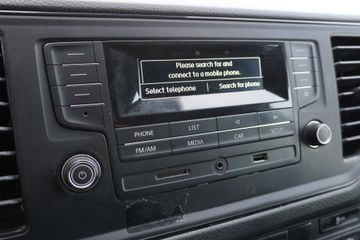 Please search for and
connect to a mobile phone.
Select telephone Search for phone
PHONE LIST
FM/AM MEDIA CAR SETUP